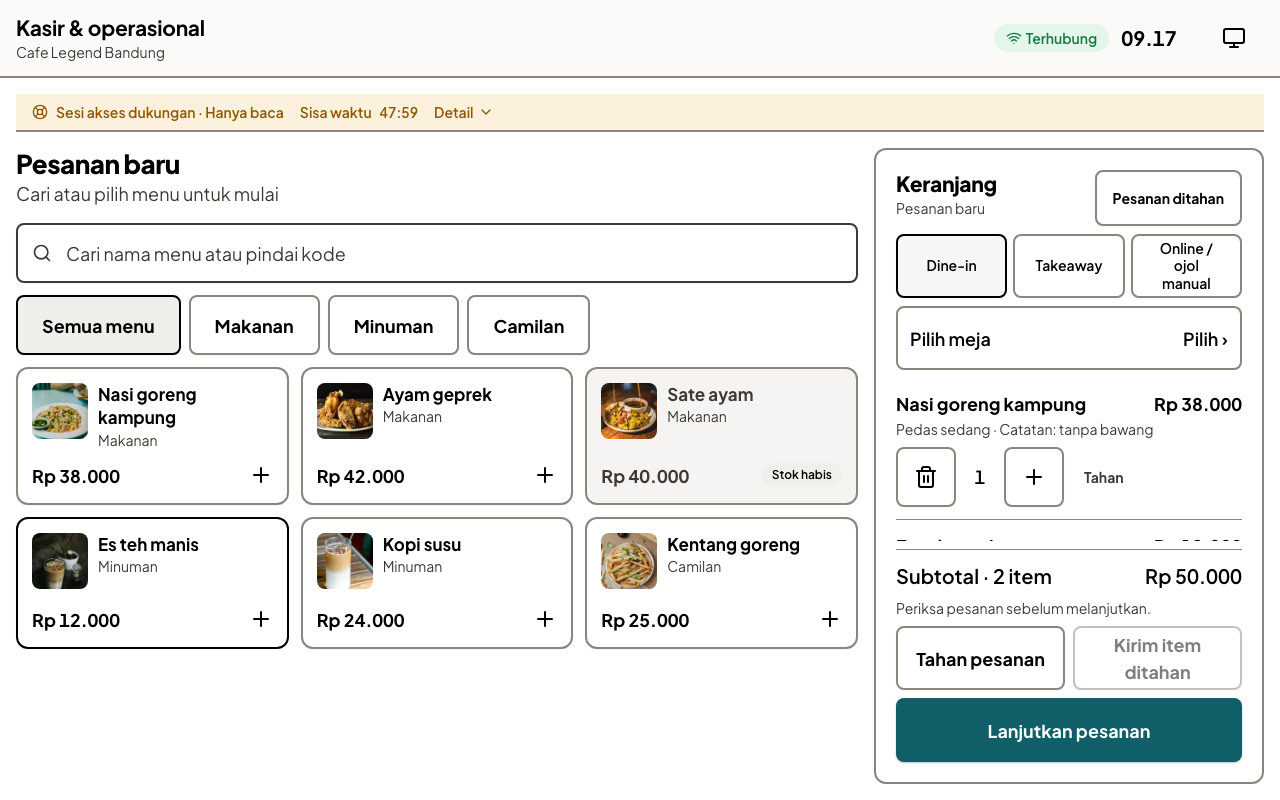 Kasir & operasional
Cafe Legend Bandung
Terhubung
09.17
Sesi akses dukungan · Hanya baca
Sisa waktu 47:59
Detail
Pesanan baru
Cari atau pilih menu untuk mulai
Cari nama menu atau pindai kode
Semua menu
Makanan
Minuman
Camilan
Nasi goreng
kampung
Makanan
Rp 38.000
Ayam geprek
Makanan
Rp 42.000
Sate ayam
Makanan
Rp 40.000
Stok habis
Es teh manis
Minuman
Rp 12.000
Kopi susu
Minuman
Rp 24.000
Kentang goreng
Camilan
Rp 25.000
Keranjang
Pesanan baru
Pesanan ditahan
Dine-in
Takeaway
Online /
ojol
manual
Pilih meja
Pilih ›
Nasi goreng kampung
Rp 38.000
Pedas sedang · Catatan: tanpa bawang
1
Tahan
Subtotal · 2 item
Rp 50.000
Periksa pesanan sebelum melanjutkan.
Tahan pesanan
Kirim item
ditahan
Lanjutkan pesanan